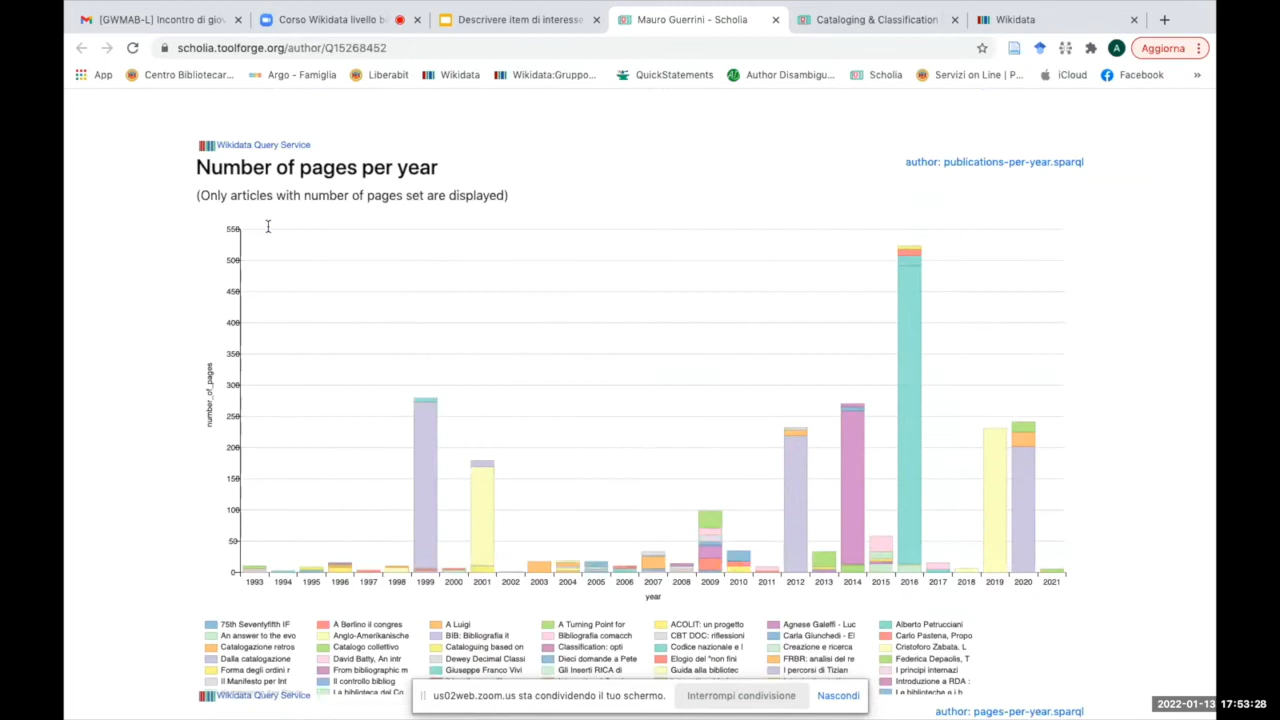 [GWMAB-L] Incontro di giov
Corso Wikidata livello b
Descrivere item di interesse
Mauro Guerrini - Scholia
Cataloging & Classification
Wikidata
scholia.toolforge.org/author/Q15268452
A
Aggiorna
App
Centro Bibliotecar...
Argo - Famiglia
Liberabit
Wikidata
Wikidata:Gruppo...
QuickStatements
Author Disambigu...
Scholia
Servizi on Line | P...
iCloud
Facebook
»
Wikidata Query Service
Number of pages per year
author: publications-per-year.sparql
(Only articles with number of pages set are displayed)
550
500
450
400
350
300
250
200
150
100
50
0
number_of_pages
1993 1994 1995 1996 1997 1998 1999 2000 2001 2002 2003 2004 2005 2006 2007 2008 2009 2010 2011 2012 2013 2014 2015 2016 2017 2018 2019 2020 2021
year
75th Seventyfifth IF A Berlino il congres A Luigi A Turning Point for ACOLIT: un progetto Agnese Galeffi - Luc Alberto Petrucciani
An answer to the evo Anglo-Amerikanische BIB: Bibliografia it Bibliografia comacch CBT DOC: riflessioni Carla Giunchedi - El Carlo Pastena, Propo
Catalogazione retros Catalogo collettivo Cataloguing based on Classification: opti Codice nazionale e l Creazione e ricerca Cristoforo Zabata. L
Dalla catalogazione David Batty, An intr Dewey Decimal Classi Dieci domande a Pete Elogio del "non fini FRBR: analisi del re Federica Depaolis, T
Forma degli ordini r From bibliographic m Giuseppe Franco Vivi Gli Inserti RICA di Guida alla bibliotec I percorsi di Tizian I principi internazi
Il Manifesto per Int Il controllo bibliog Introduzione a RDA :
La biblioteca del Co Le biblioteche e i b
Wikidata Query Service
us02web.zoom.us sta condividendo il tuo schermo.
Interrompi condivisione
Nascondi
author: pages-per-year.sparql
2022-01-13 17:53:28